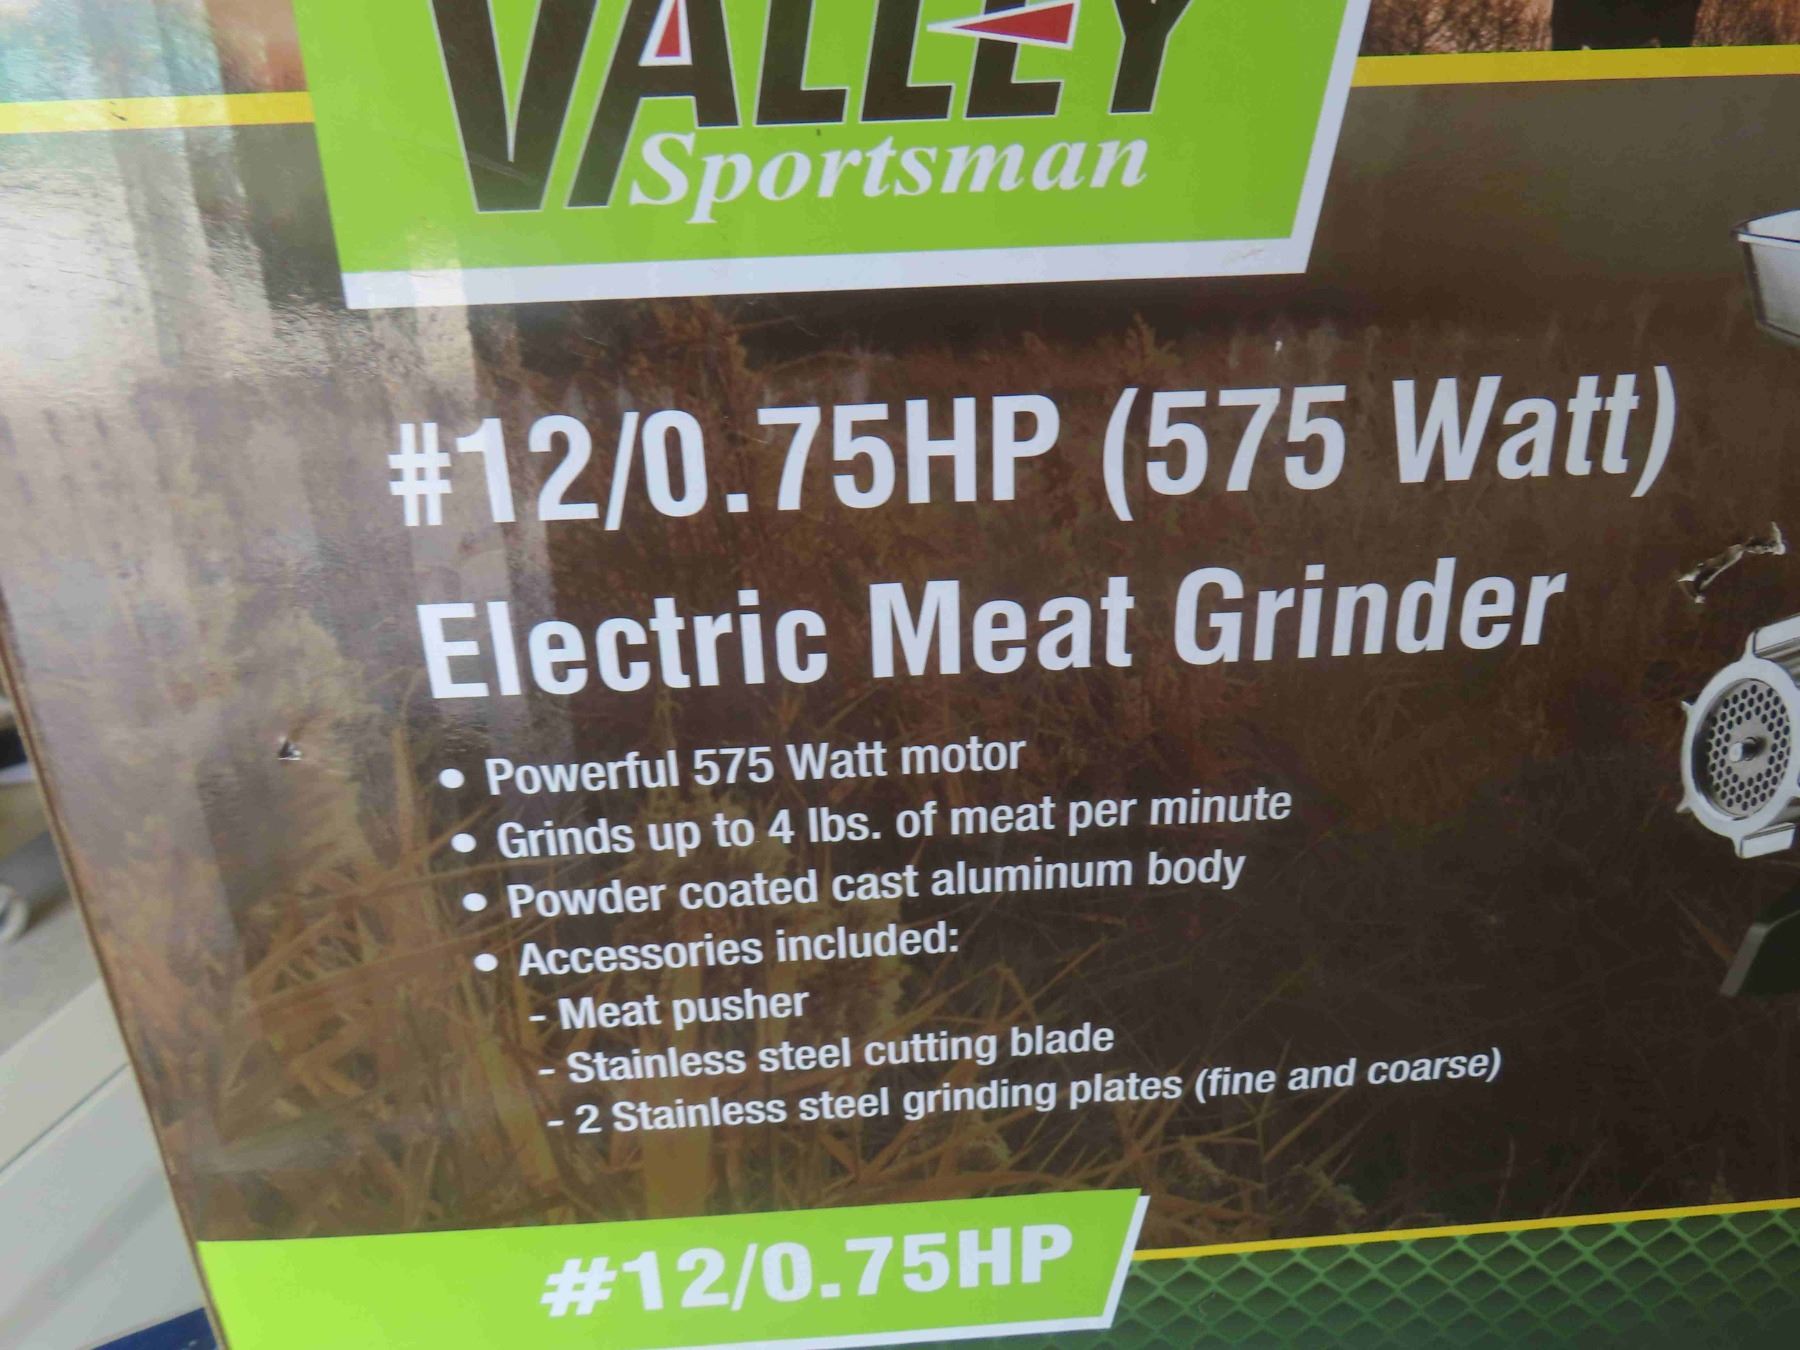 VALLEY
Sportsman
#12/0.75HP (575 Watt)
Electric Meat Grinder
• Powerful 575 Watt motor
• Grinds up to 4 lbs. of meat per minute
• Powder coated cast aluminum body
• Accessories included:
- Meat pusher
- Stainless steel cutting blade
- 2 Stainless steel grinding plates (fine and coarse)
#12/0.75HP